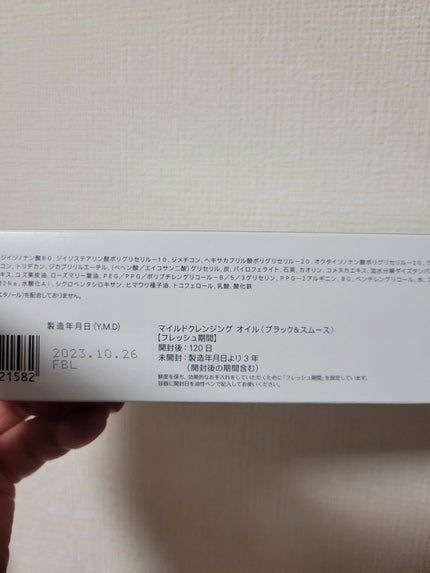 ジイソノナン酸BG、ジイソステアリン酸ポリグリセリル-10、ジメチコン、ヘキサカプリル酸ポリグリセリル-20、オクタイソノナン酸ポリグリセリル-20、
コン、トリデカン、ジカプリリルエーテル、(ベヘン酸/エイコサン二酸)グリセリル、炭、パイロフェライト、石英、カオリン、コメヌカエキス、加水分解ダイズタンパ
キス、ユズ果皮油、ローズマリー葉油、PEG/PPG/ポリブチレングリコール-8/5/3グリセリン、PPG-2アルギニン、BG、ペンチレングリコール、水、
2Na、水酸化Al、シクロペンタシロキサン、ヒマワリ種子油、トコフェロール、乳酸、酸化鉄
エタノール)を配合しておりません。
製造年月日(Y.M.D)
2023.10.26
FBL
21582
マイルドクレンジング オイル(ブラック&スムース)
【フレッシュ期間】
開封後:120日
未開封:製造年月日より3年
(開封後の期間含む)
鮮度を保ち、効果的なお手入れをしていただくために「フレッシュ期間」を設定しています。
容器に開封日を油性ペンで記入してお使いください。